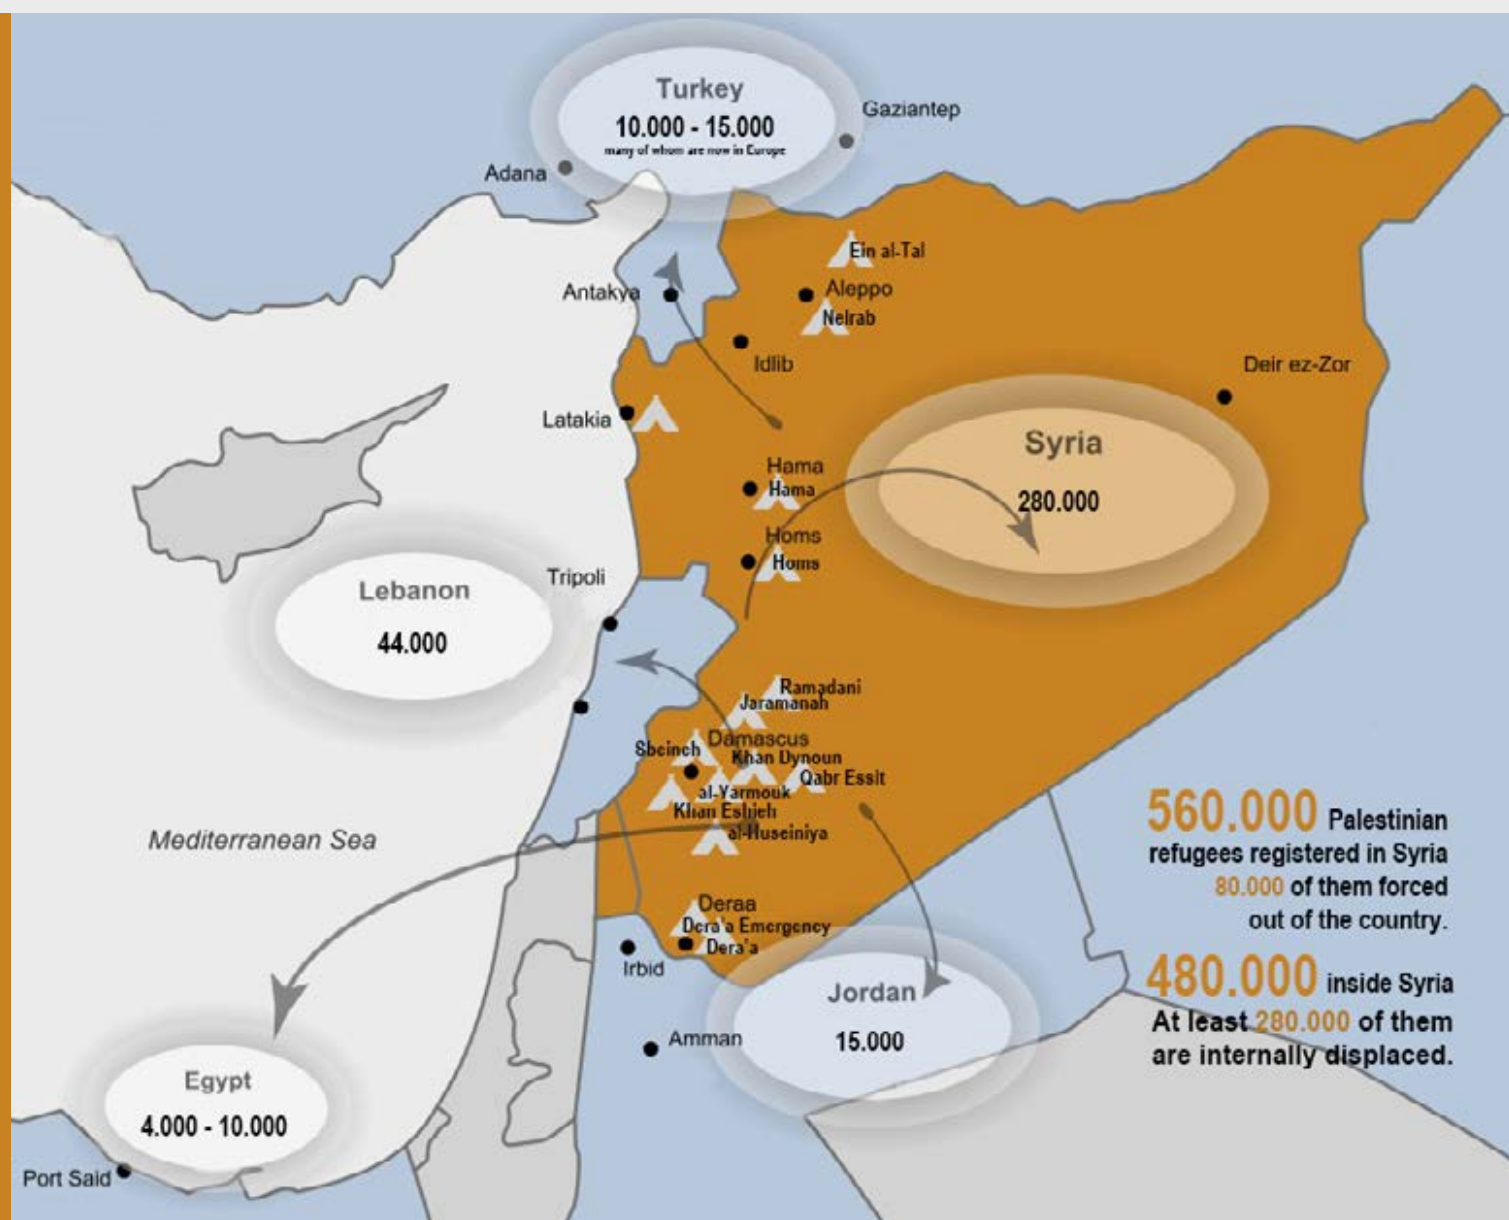 Turkey
10.000 - 15.000
many of whom are now in Europe
Gaziantep
Adana
Ein al-Tal
Antakya
Aleppo
Nelrab
Idlib
Deir ez-Zor
Latakia
Syria
280.000
Hama
Hama
Homs
Homs
Tripoli
Lebanon
44.000
Ramadani
Jaramanah
Damascus
Sbeineh
Khan Dynoun
Qabr Essit
al-Yarmouk
Khan Eshieh
al-Huseiniya
Mediterranean Sea
560.000 Palestinian
refugees registered in Syria
80.000 of them forced
out of the country.
480.000 inside Syria
At least 280.000 of them
are internally displaced.
Deraa
Dera'a Emergency
Dera'a
Irbid
Jordan
15.000
Amman
Egypt
4.000 - 10.000
Port Said